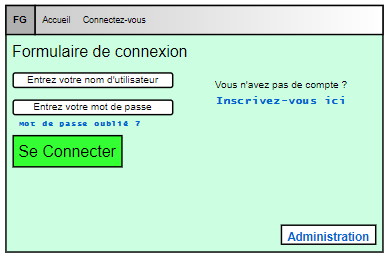 FG Accueil Connectez-vous
Formulaire de connexion
Entrez votre nom d'utilisateur
Vous n'avez pas de compte ?
Inscrivez-vous ici
Entrez votre mot de passe
Mot de passe oublié ?
Se Connecter
Administration